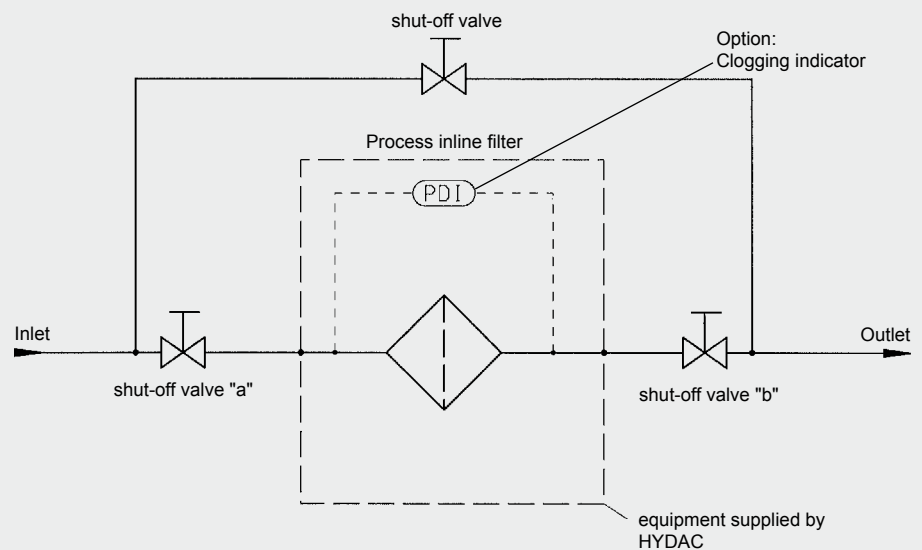 shut-off valve
Option:
Clogging indicator
Process inline filter
PDI
Inlet
Outlet
shut-off valve "a"
shut-off valve "b"
equipment supplied by
HYDAC